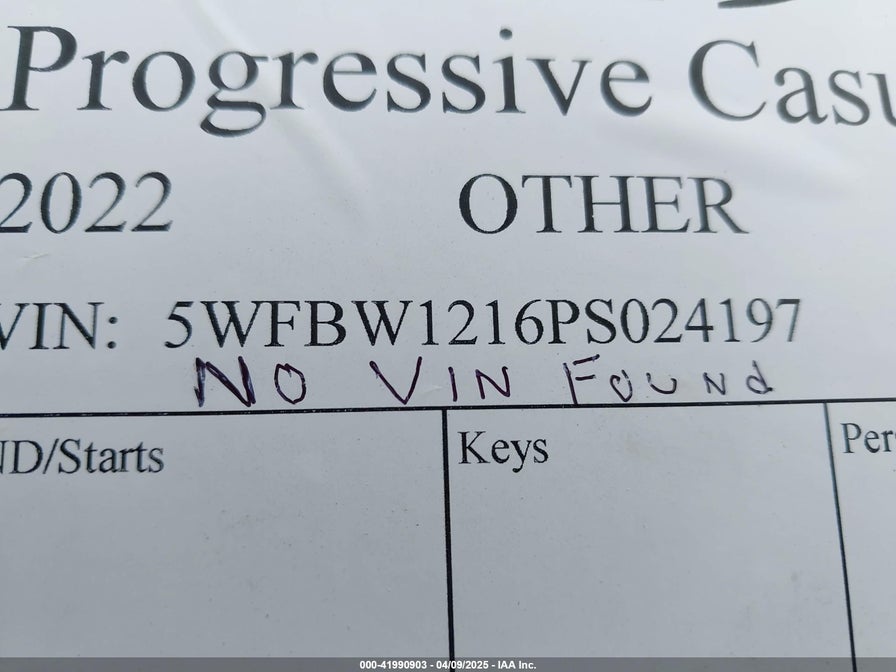 Progressive Casu
2022 OTHER
VIN: 5WFBW1216PS024197
No VIN Found
ND/Starts Keys Per
000-41990903 - 04/09/2025 - IAA Inc.